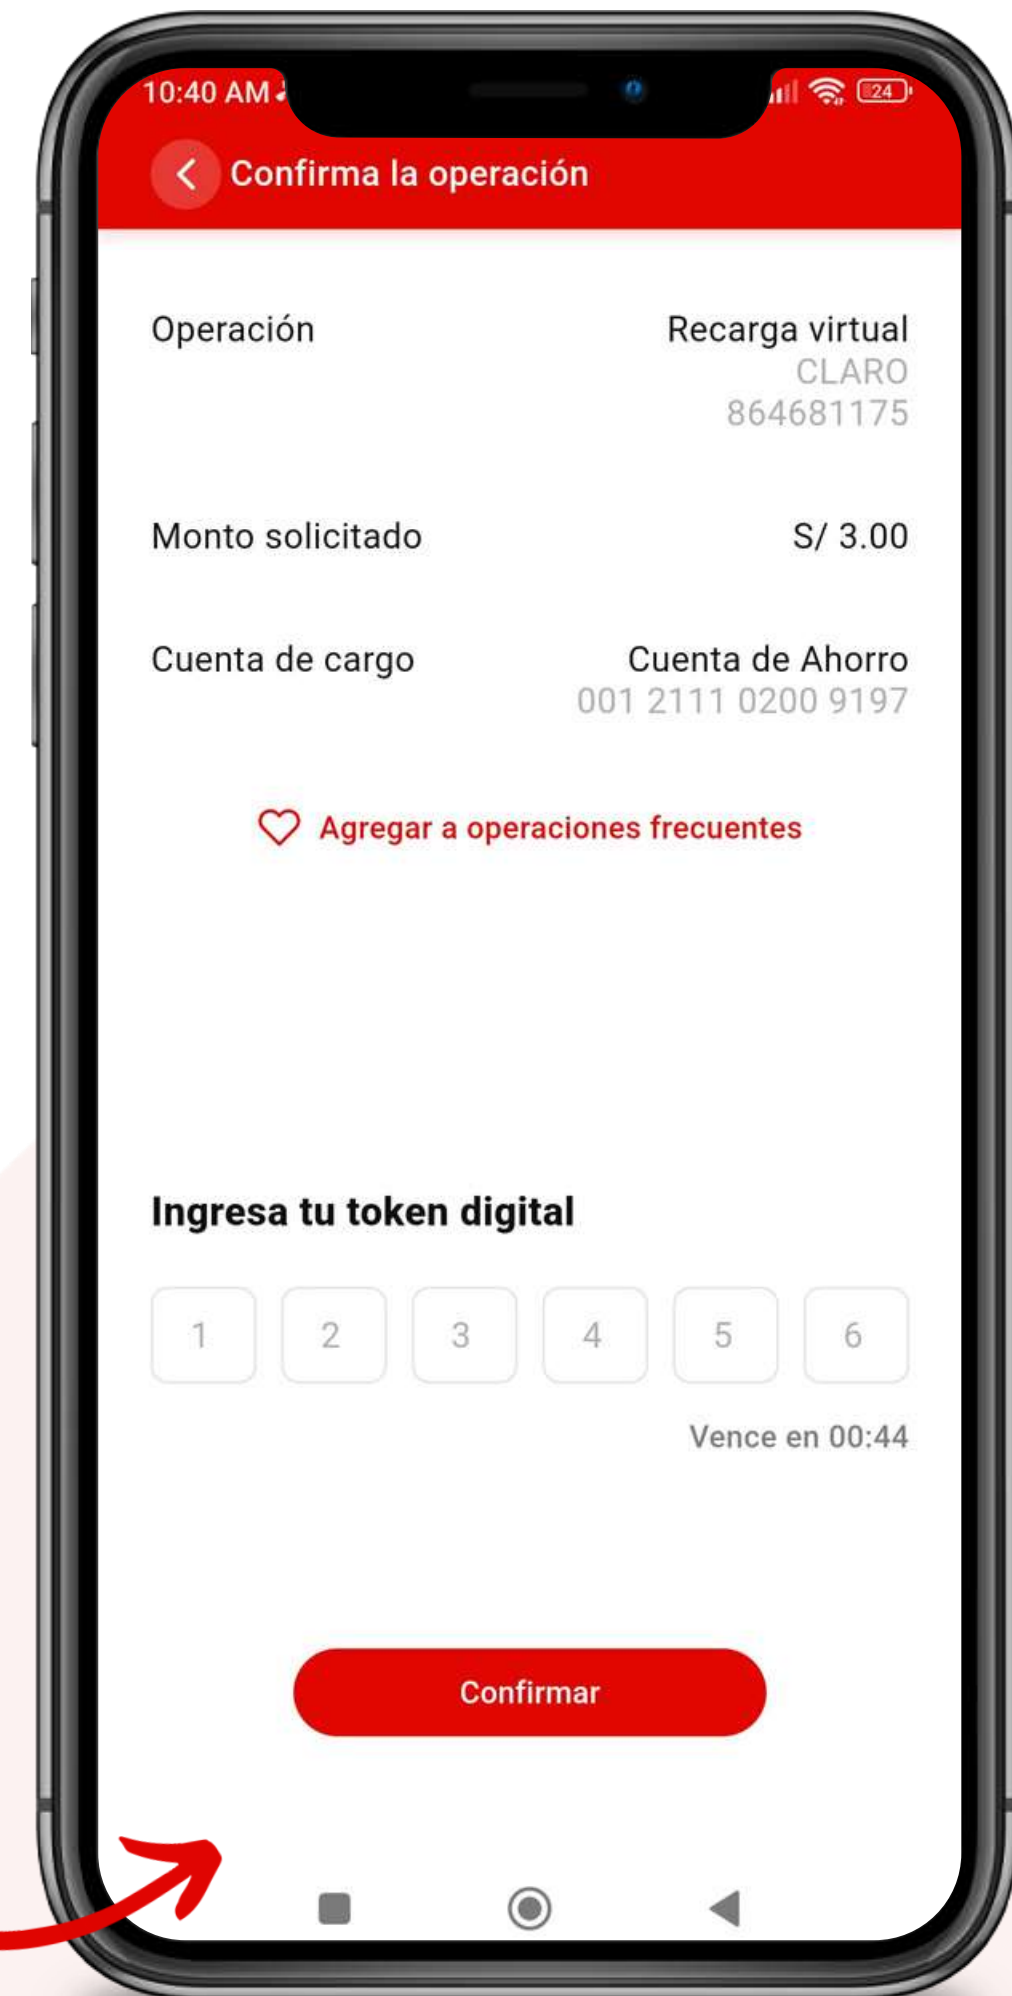 10:40 AM
24
Confirma la operación
Operación
Recarga virtual
CLARO
864681175
Monto solicitado
S/ 3.00
Cuenta de cargo
Cuenta de Ahorro
001 2111 0200 9197
Agregar a operaciones frecuentes
Ingresa tu token digital
1 2 3 4 5 6
Vence en 00:44
Confirmar